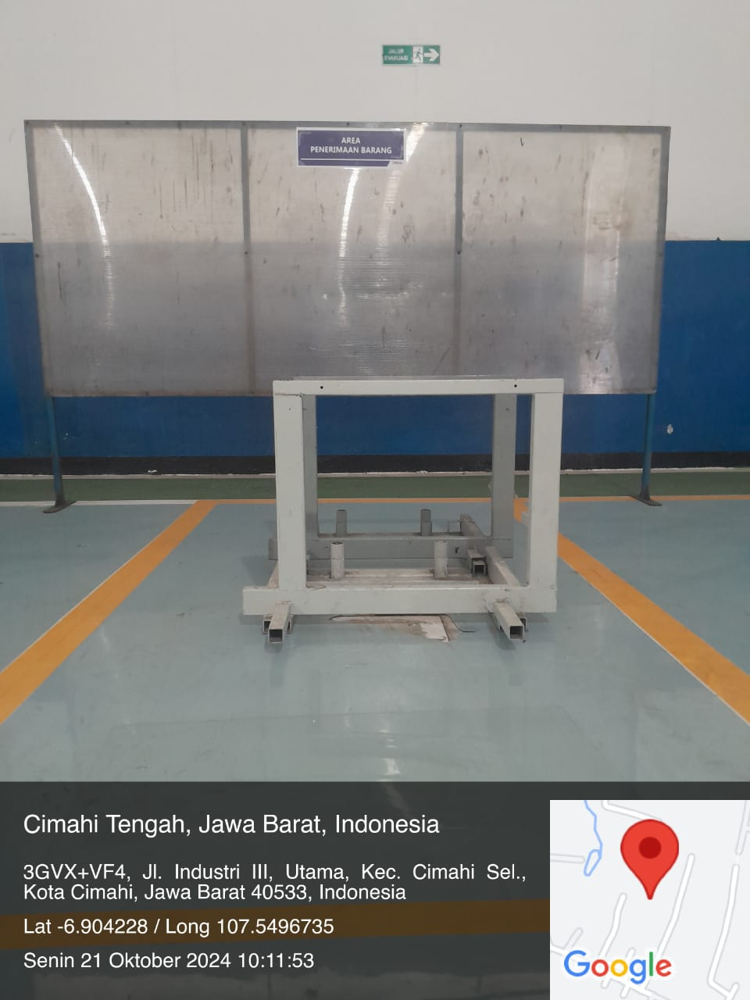 JALUR
EVAKUASI
AREA
PENERIMAAN BARANG
Cimahi Tengah, Jawa Barat, Indonesia
3GVX+VF4, Jl. Industri III, Utama, Kec. Cimahi Sel.,
Kota Cimahi, Jawa Barat 40533, Indonesia
Lat -6.904228 / Long 107.5496735
Senin 21 Oktober 2024 10:11:53
Google